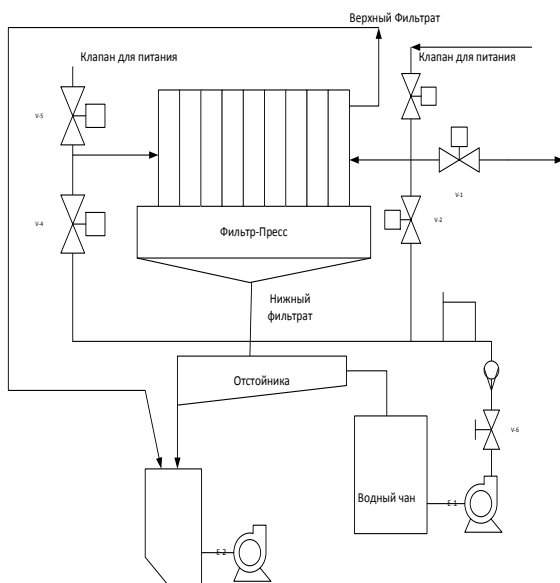 Верхный Фильтрат
Клапан для питания
Клапан для питания
V-5
V-1
V-4
V-2
Фильтр-Пресс
Нижный
фильтрат
Отстойника
V-6
Водный чан
E-1
E-2